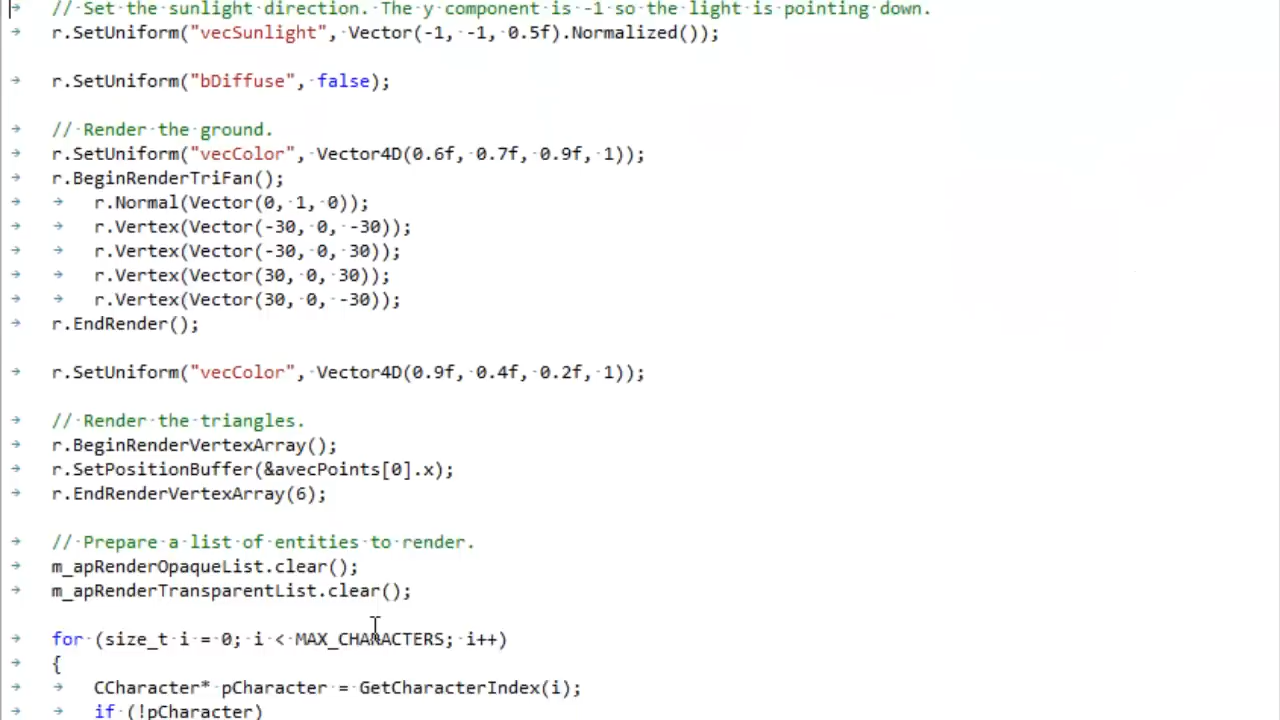 // Set the sunlight direction. The y component is -1 so the light is pointing down.
r.SetUniform("vecSunlight", Vector(-1, -1, 0.5f).Normalized());
r.SetUniform("bDiffuse", false);
// Render the ground.
r.SetUniform("vecColor", Vector4D(0.6f, 0.7f, 0.9f, 1));
r.BeginRenderTriFan();
r.Normal(Vector(0, 1, 0));
r.Vertex(Vector(-30, 0, -30));
r.Vertex(Vector(-30, 0, 30));
r.Vertex(Vector(30, 0, 30));
r.Vertex(Vector(30, 0, -30));
r.EndRender();
r.SetUniform("vecColor", Vector4D(0.9f, 0.4f, 0.2f, 1));
// Render the triangles.
r.BeginRenderVertexArray();
r.SetPositionBuffer(&avecPoints[0].x);
r.EndRenderVertexArray(6);
// Prepare a list of entities to render.
m_apRenderOpaqueList.clear();
m_apRenderTransparentList.clear();
for (size_t i = 0; i < MAX_CHARACTERS; i++)
{
CCharacter* pCharacter = GetCharacterIndex(i);
if (!pCharacter)